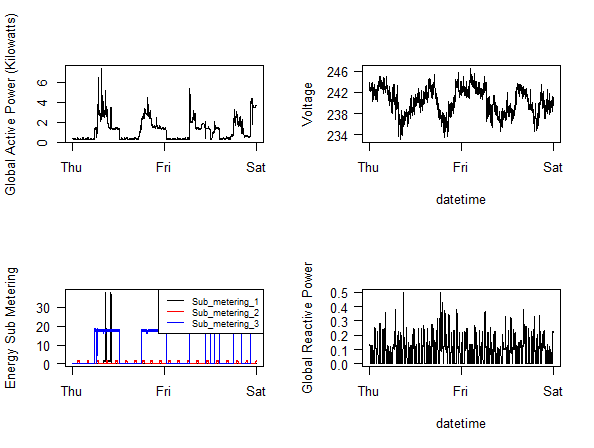 Global Active Power (Kilowatts)
0 2 4 6
Thu Fri Sat
Voltage
234 238 242 246
Thu Fri Sat
datetime
Energy Sub Metering
0 10 20 30
Sub_metering_1
Sub_metering_2
Sub_metering_3
Thu Fri Sat
Global Reactive Power
0.0 0.1 0.2 0.3 0.4 0.5
Thu Fri Sat
datetime